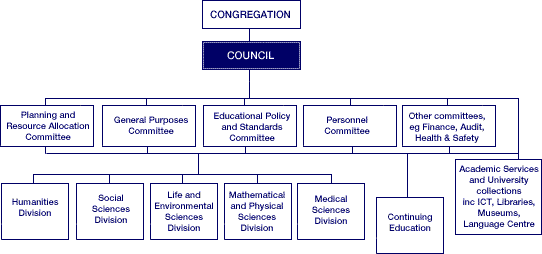 CONGREGATION
COUNCIL
Planning and
Resource Allocation
Committee
General Purposes
Committee
Educational Policy
and Standards
Committee
Personnel
Committee
Other committees,
eg Finance, Audit,
Health & Safety
Humanities
Division
Social
Sciences
Division
Life and
Environmental
Sciences Division
Mathematical
and Physical
Sciences
Division
Medical
Sciences
Division
Continuing
Education
Academic Services
and University
collections
inc ICT, Libraries,
Museums,
Language Centre